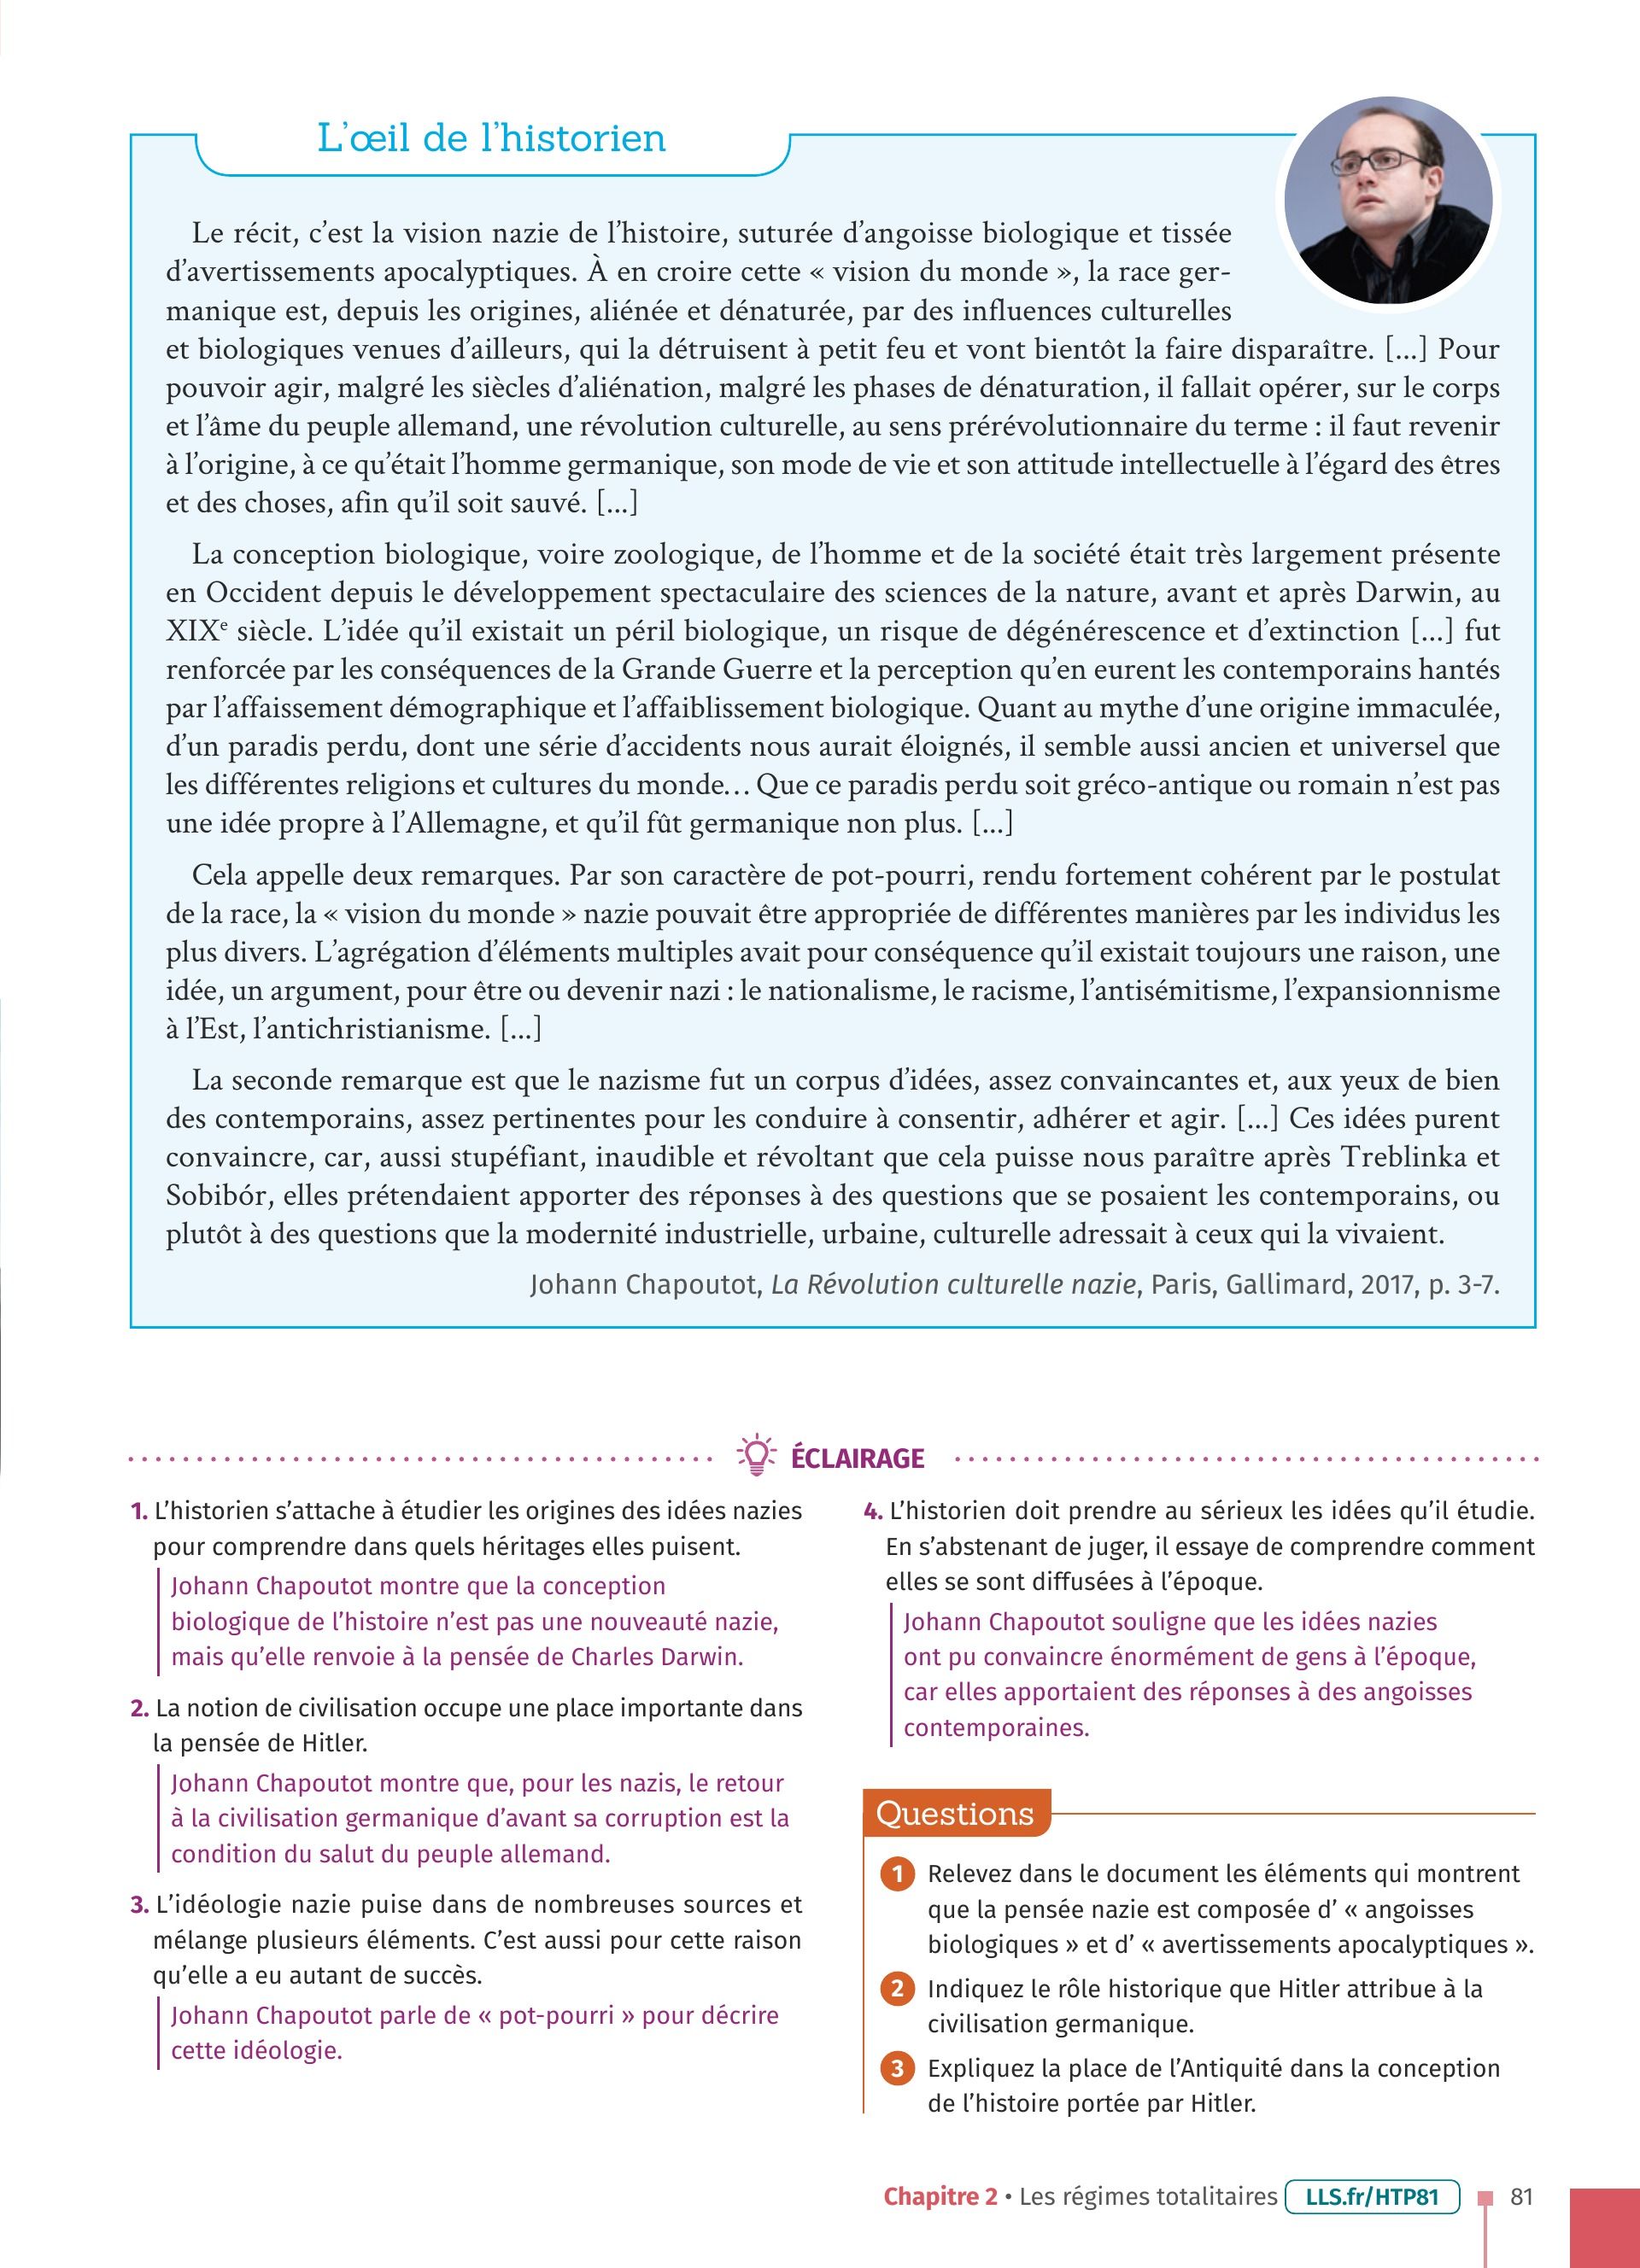 L’œil de l’historien
Le récit, c’est la vision nazie de l’histoire, suturée d’angoisse biologique et tissée
d’avertissements apocalyptiques. À en croire cette « vision du monde », la race ger-
manique est, depuis les origines, aliénée et dénaturée, par des influences culturelles
et biologiques venues d’ailleurs, qui la détruisent à petit feu et vont bientôt la faire disparaître. [...] Pour
pouvoir agir, malgré les siècles d’aliénation, malgré les phases de dénaturation, il fallait opérer, sur le corps
et l’âme du peuple allemand, une révolution culturelle, au sens prérévolutionnaire du terme : il faut revenir
à l’origine, à ce qu’était l’homme germanique, son mode de vie et son attitude intellectuelle à l’égard des êtres
et des choses, afin qu’il soit sauvé. [...]
La conception biologique, voire zoologique, de l’homme et de la société était très largement présente
en Occident depuis le développement spectaculaire des sciences de la nature, avant et après Darwin, au
XIXe siècle. L’idée qu’il existait un péril biologique, un risque de dégénérescence et d’extinction [...] fut
renforcée par les conséquences de la Grande Guerre et la perception qu’en eurent les contemporains hantés
par l’affaissement démographique et l’affaiblissement biologique. Quant au mythe d’une origine immaculée,
d’un paradis perdu, dont une série d’accidents nous aurait éloignés, il semble aussi ancien et universel que
les différentes religions et cultures du monde... Que ce paradis perdu soit gréco-antique ou romain n’est pas
une idée propre à l’Allemagne, et qu’il fût germanique non plus. [...]
Cela appelle deux remarques. Par son caractère de pot-pourri, rendu fortement cohérent par le postulat
de la race, la « vision du monde » nazie pouvait être appropriée de différentes manières par les individus les
plus divers. L’agrégation d’éléments multiples avait pour conséquence qu’il existait toujours une raison, une
idée, un argument, pour être ou devenir nazi : le nationalisme, le racisme, l’antisémitisme, l’expansionnisme
à l’Est, l’antichristianisme. [...]
La seconde remarque est que le nazisme fut un corpus d’idées, assez convaincantes et, aux yeux de bien
des contemporains, assez pertinentes pour les conduire à consentir, adhérer et agir. [...] Ces idées purent
convaincre, car, aussi stupéfiant, inaudible et révoltant que cela puisse nous paraître après Treblinka et
Sobibór, elles prétendaient apporter des réponses à des questions que se posaient les contemporains, ou
plutôt à des questions que la modernité industrielle, urbaine, culturelle adressait à ceux qui la vivaient.
Johann Chapoutot, La Révolution culturelle nazie, Paris, Gallimard, 2017, p. 3-7.
ÉCLAIRAGE
1. L’historien s’attache à étudier les origines des idées nazies
pour comprendre dans quels héritages elles puisent.
Johann Chapoutot montre que la conception
biologique de l’histoire n’est pas une nouveauté nazie,
mais qu’elle renvoie à la pensée de Charles Darwin.
2. La notion de civilisation occupe une place importante dans
la pensée de Hitler.
Johann Chapoutot montre que, pour les nazis, le retour
à la civilisation germanique d’avant sa corruption est la
condition du salut du peuple allemand.
3. L’idéologie nazie puise dans de nombreuses sources et
mélange plusieurs éléments. C’est aussi pour cette raison
qu’elle a eu autant de succès.
Johann Chapoutot parle de « pot-pourri » pour décrire
cette idéologie.
4. L’historien doit prendre au sérieux les idées qu’il étudie.
En s’abstenant de juger, il essaye de comprendre comment
elles se sont diffusées à l’époque.
Johann Chapoutot souligne que les idées nazies
ont pu convaincre énormément de gens à l’époque,
car elles apportaient des réponses à des angoisses
contemporaines.
Questions
1 Relevez dans le document les éléments qui montrent
que la pensée nazie est composée d’ « angoisses
biologiques » et d’ « avertissements apocalyptiques ».
2 Indiquez le rôle historique que Hitler attribue à la
civilisation germanique.
3 Expliquez la place de l’Antiquité dans la conception
de l’histoire portée par Hitler.
Chapitre 2 • Les régimes totalitaires LLS.fr/HTP81 81